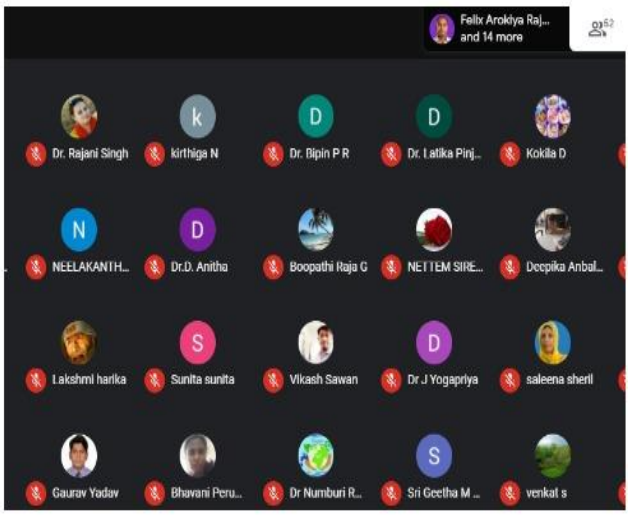 Felix Arokiya Raj...
and 14 more
62
Dr. Rajani Singh
k
kirthiga N
D
Dr. Bipin P R
D
Dr. Latika Pinj...
Kokila D
N
NEELAKANTH...
D
Dr.D. Anitha
Boopathi Raja G
NETTEM SIRE...
Deepika Anbal...
Lakshmi harika
S
Sunita sunita
Vikash Sawan
D
Dr J Yogapriya
saleena sheril
Gaurav Yadav
Bhavani Peru...
Dr Numburi R...
S
Sri Geetha M ...
venkat s